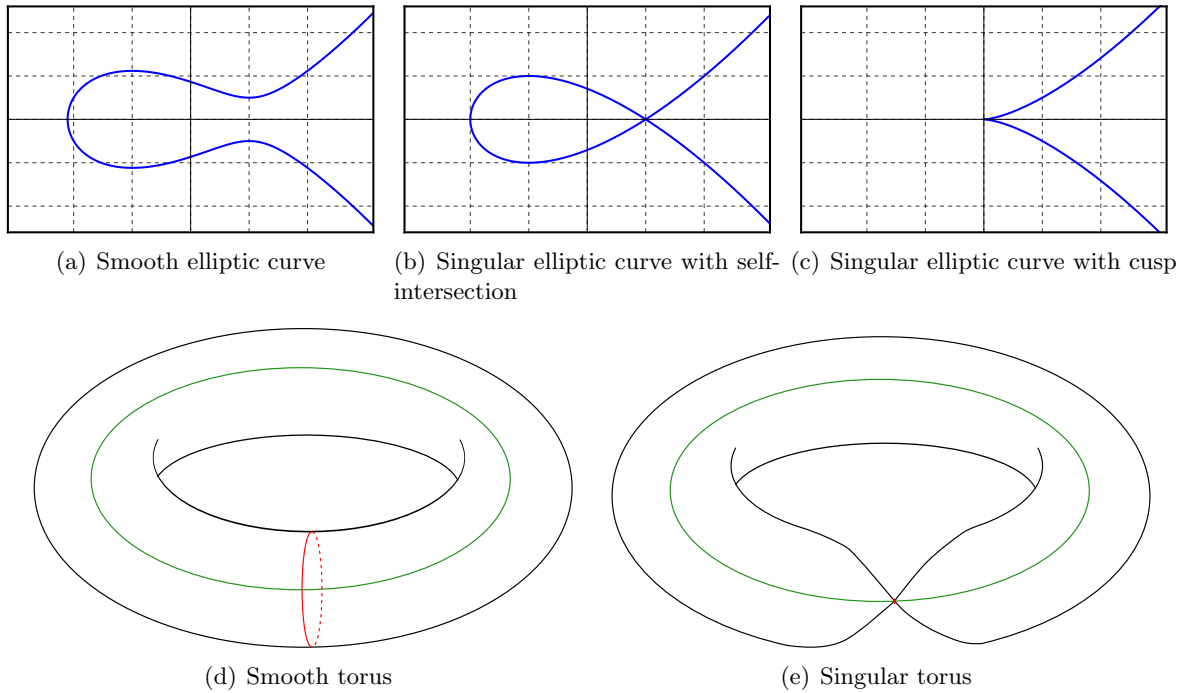 (a) Smooth elliptic curve
(b) Singular elliptic curve with self-
intersection
(c) Singular elliptic curve with cusp
(d) Smooth torus
(e) Singular torus